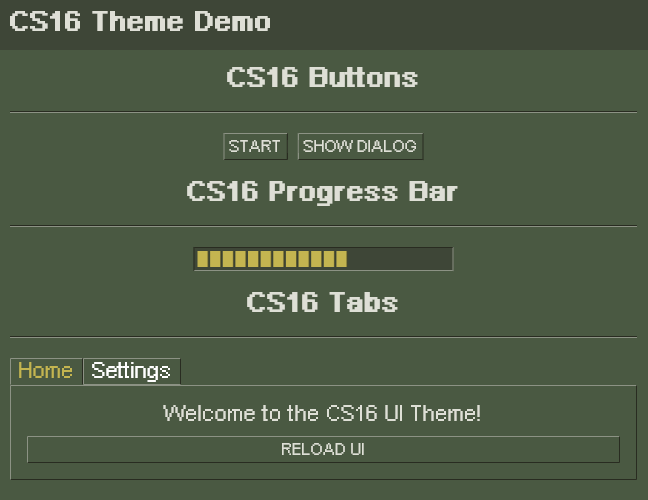 CS16 Theme Demo
CS16 Buttons
START SHOW DIALOG
CS16 Progress Bar
CS16 Tabs
Home Settings
Welcome to the CS16 UI Theme!
RELOAD UI